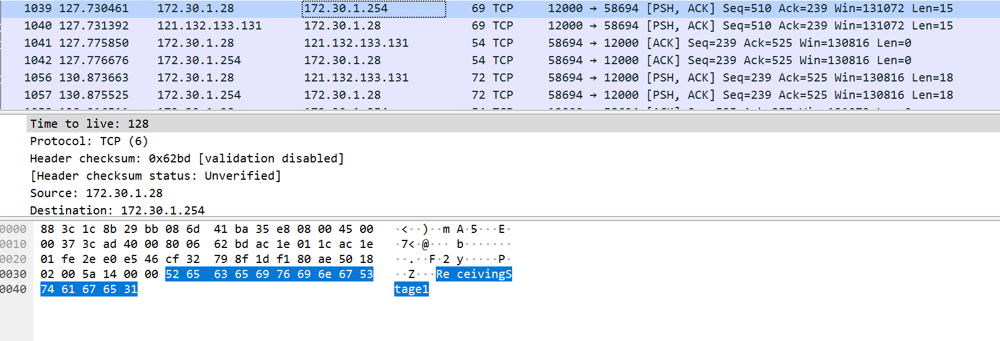 1039 127.730461 172.30.1.28 172.30.1.254 69 TCP 12000 → 58694 [PSH, ACK] Seq=510 Ack=239 Win=131072 Len=15
1040 127.731392 121.132.133.131 172.30.1.28 69 TCP 12000 → 58694 [PSH, ACK] Seq=510 Ack=239 Win=131072 Len=15
1041 127.775850 172.30.1.28 121.132.133.131 54 TCP 58694 → 12000 [ACK] Seq=239 Ack=525 Win=130816 Len=0
1042 127.776676 172.30.1.254 172.30.1.28 54 TCP 58694 → 12000 [ACK] Seq=239 Ack=525 Win=130816 Len=0
1056 130.873663 172.30.1.28 121.132.133.131 72 TCP 58694 → 12000 [PSH, ACK] Seq=239 Ack=525 Win=130816 Len=18
1057 130.875525 172.30.1.254 172.30.1.28 72 TCP 58694 → 12000 [PSH, ACK] Seq=239 Ack=525 Win=130816 Len=18
Time to live: 128
Protocol: TCP (6)
Header checksum: 0x62bd [validation disabled]
[Header checksum status: Unverified]
Source: 172.30.1.28
Destination: 172.30.1.254
0000 88 3c 1c 8b 29 bb 08 6d 41 ba 35 e8 08 00 45 00 ·<··)··m A·5···E·
0010 00 37 3c ad 40 00 80 06 62 bd ac 1e 01 1c ac 1e ·7<·@··· b·······
0020 01 fe 2e e0 e5 46 cf 32 79 8f 1d f1 80 ae 50 18 ··.··F·2 y·····P·
0030 02 00 5a 14 00 00 52 65 63 65 69 76 69 6e 67 53 ··Z···Re ceivingS
0040 74 61 67 65 31 tage1